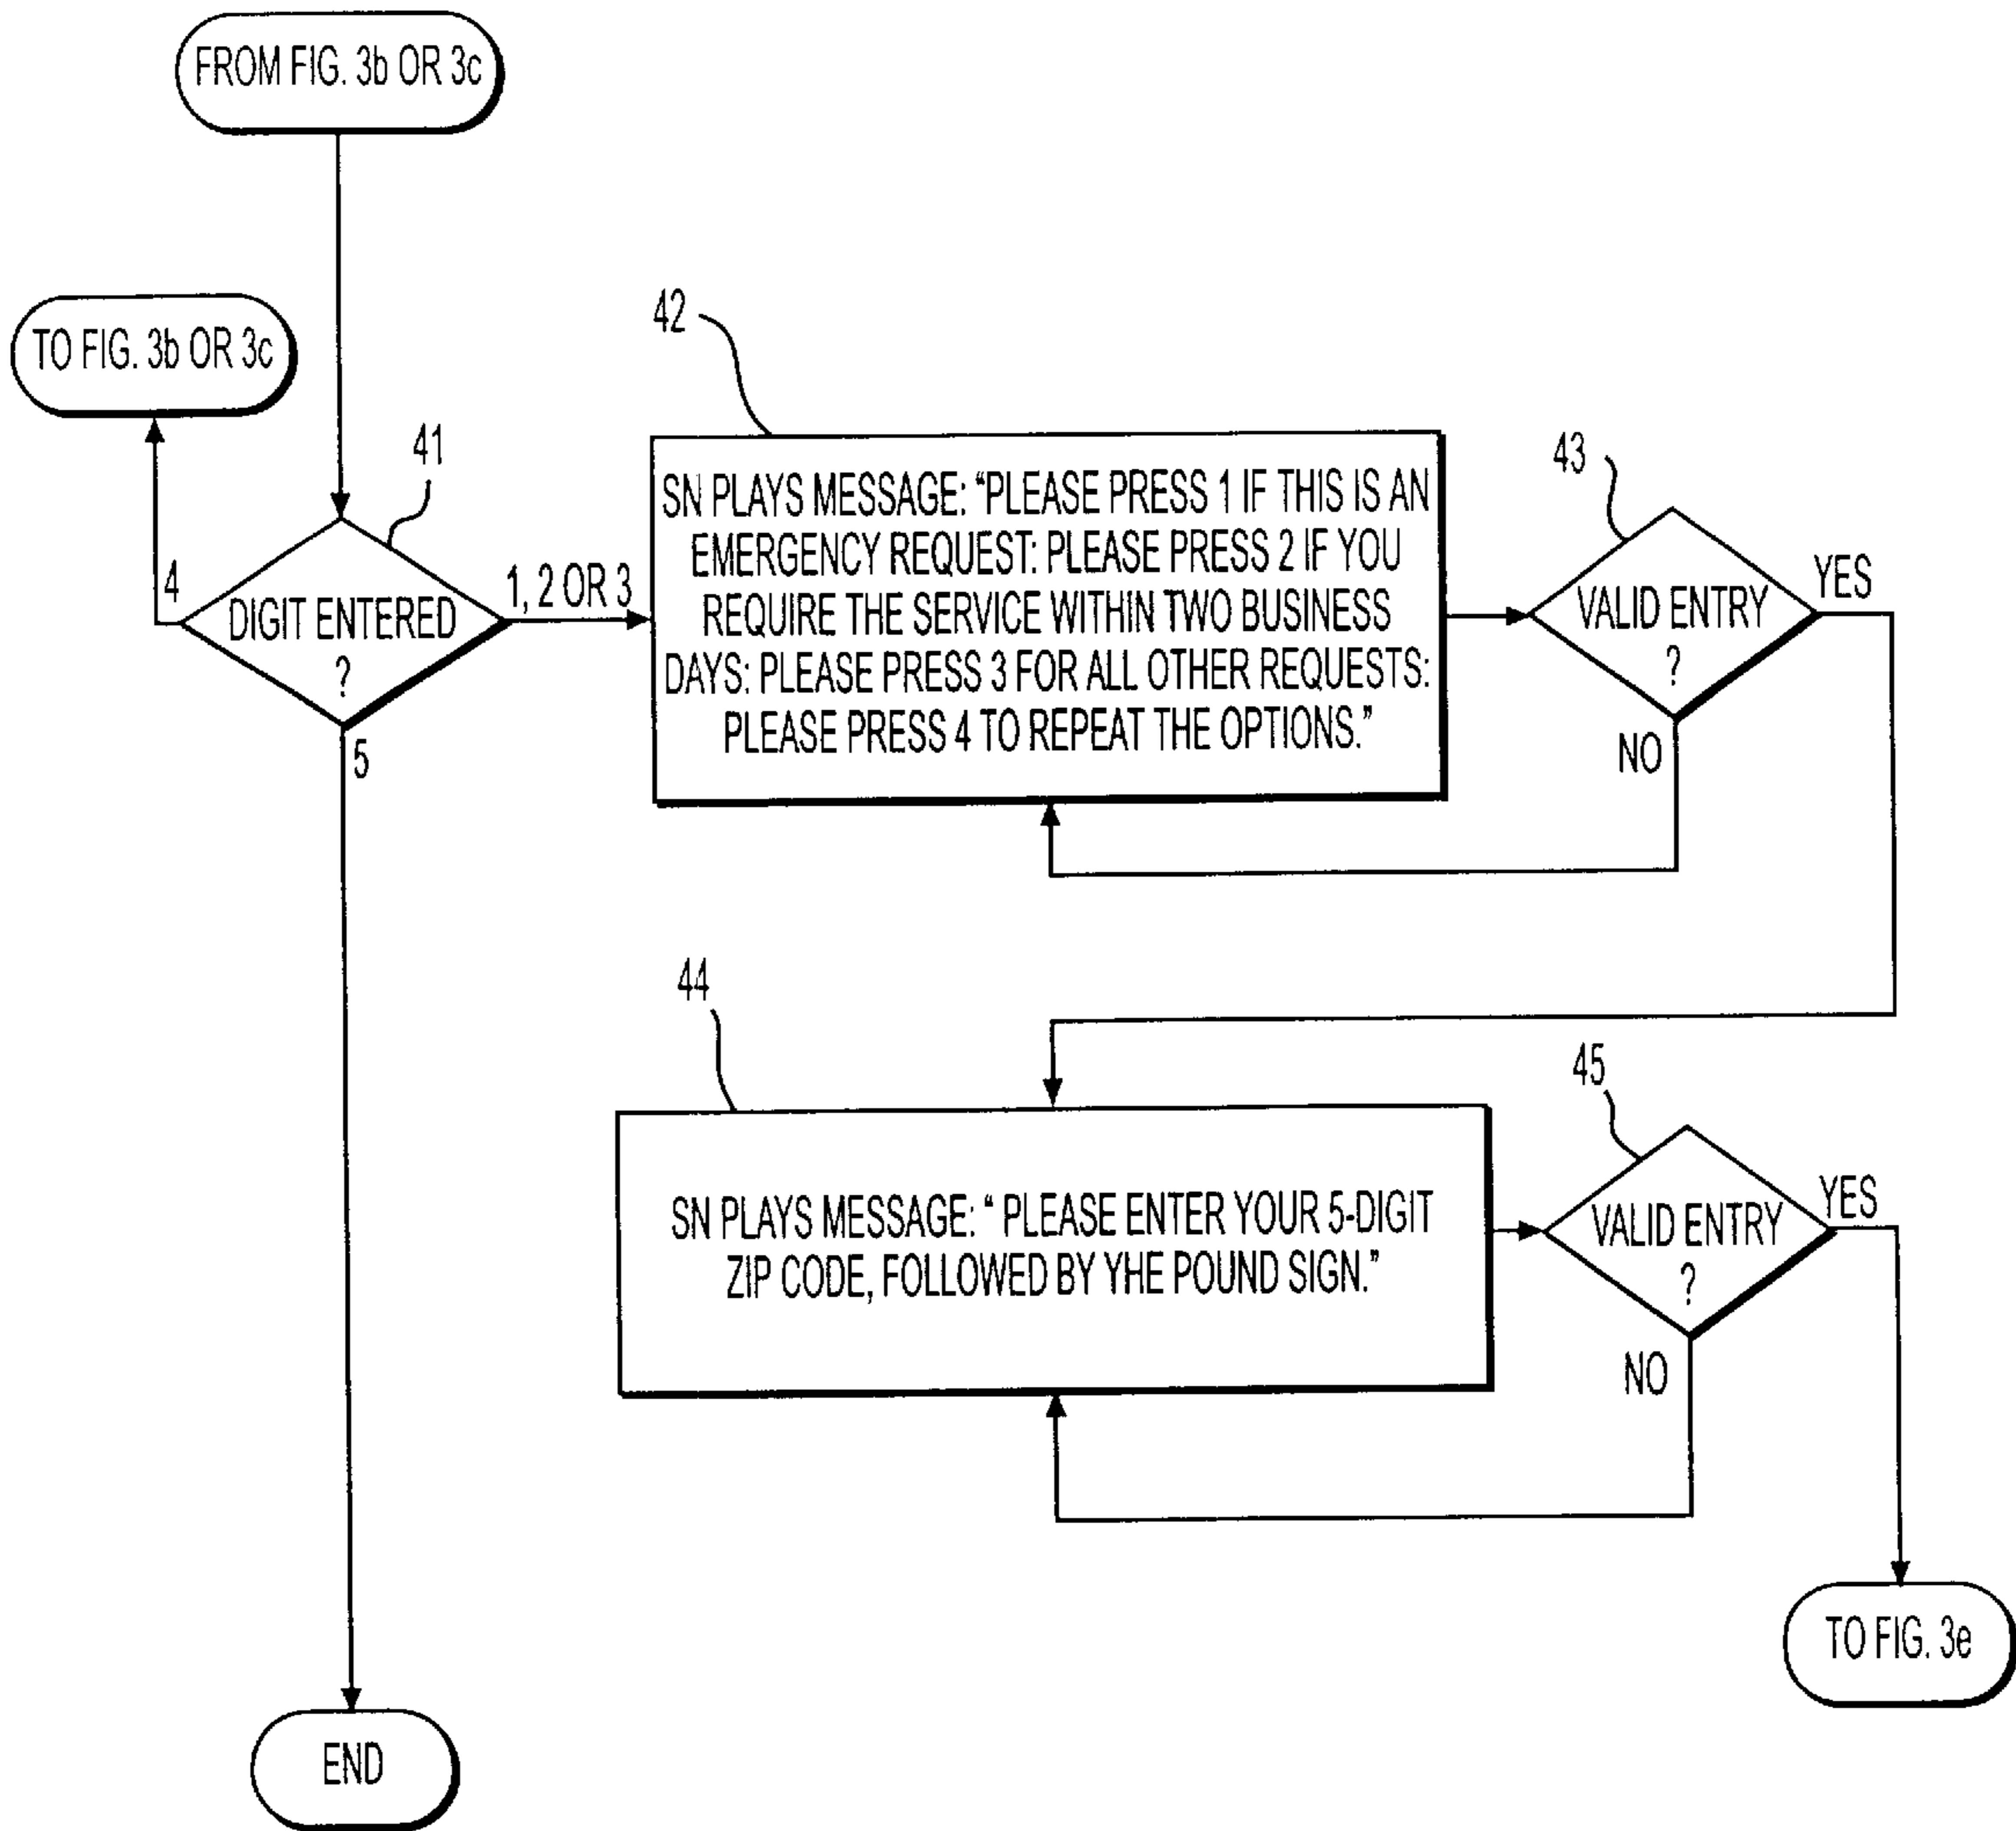 FROM FIG. 3b OR 3c
TO FIG. 3b OR 3c
41
DIGIT ENTERED
?
4
1, 2 OR 3
5
42
SN PLAYS MESSAGE: “PLEASE PRESS 1 IF THIS IS AN
EMERGENCY REQUEST: PLEASE PRESS 2 IF YOU
REQUIRE THE SERVICE WITHIN TWO BUSINESS
DAYS: PLEASE PRESS 3 FOR ALL OTHER REQUESTS:
PLEASE PRESS 4 TO REPEAT THE OPTIONS.”
43
VALID ENTRY
?
YES
NO
44
SN PLAYS MESSAGE: “ PLEASE ENTER YOUR 5-DIGIT
ZIP CODE, FOLLOWED BY YHE POUND SIGN.”
45
VALID ENTRY
?
YES
NO
TO FIG. 3e
END